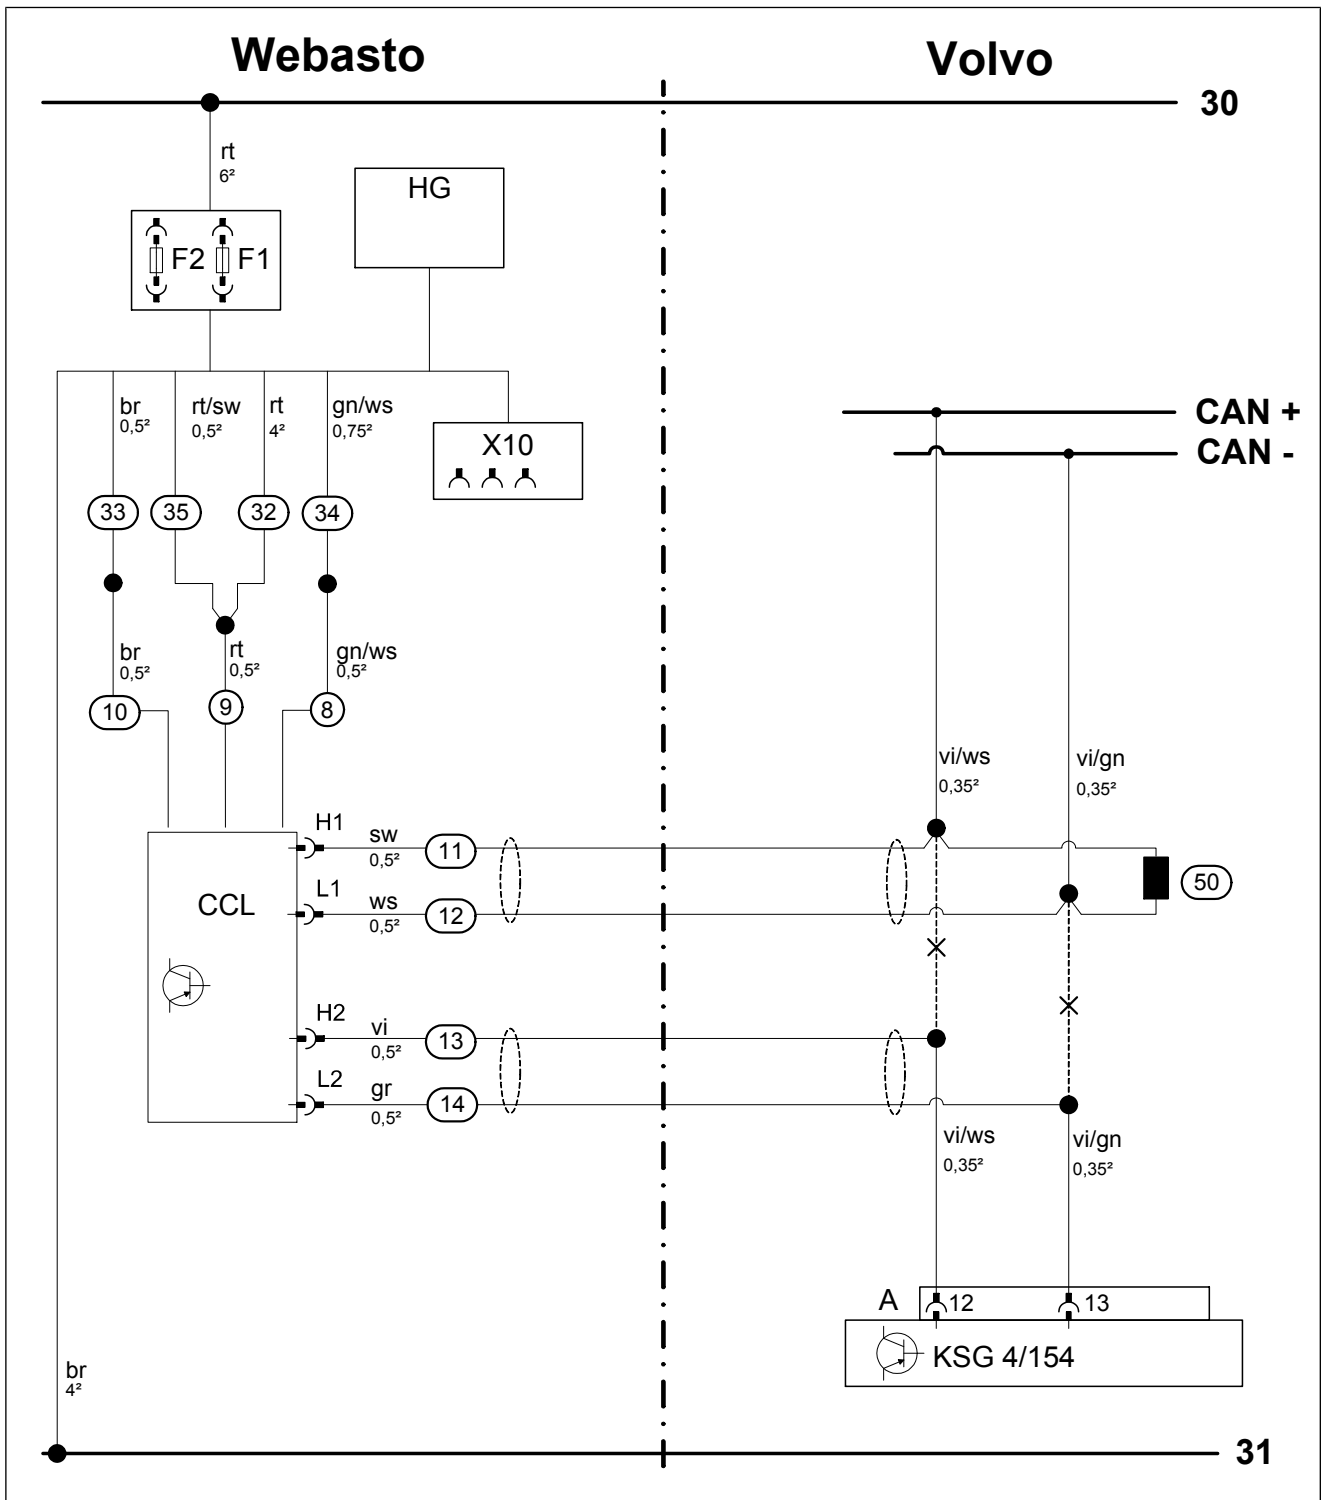 Webasto
Volvo
30
rt
6²
HG
F2
F1
br
0,5²
rt/sw
0,5²
rt
4²
gn/ws
0,75²
X10
CAN +
CAN -
33
35
32
34
br
0,5²
rt
0,5²
gn/ws
0,5²
10
9
8
vi/ws
0,35²
vi/gn
0,35²
H1
sw
0,5²
11
L1
ws
0,5²
12
CCL
50
H2
vi
0,5²
13
L2
gr
0,5²
14
vi/ws
0,35²
vi/gn
0,35²
A
12
13
KSG 4/154
br
4²
31